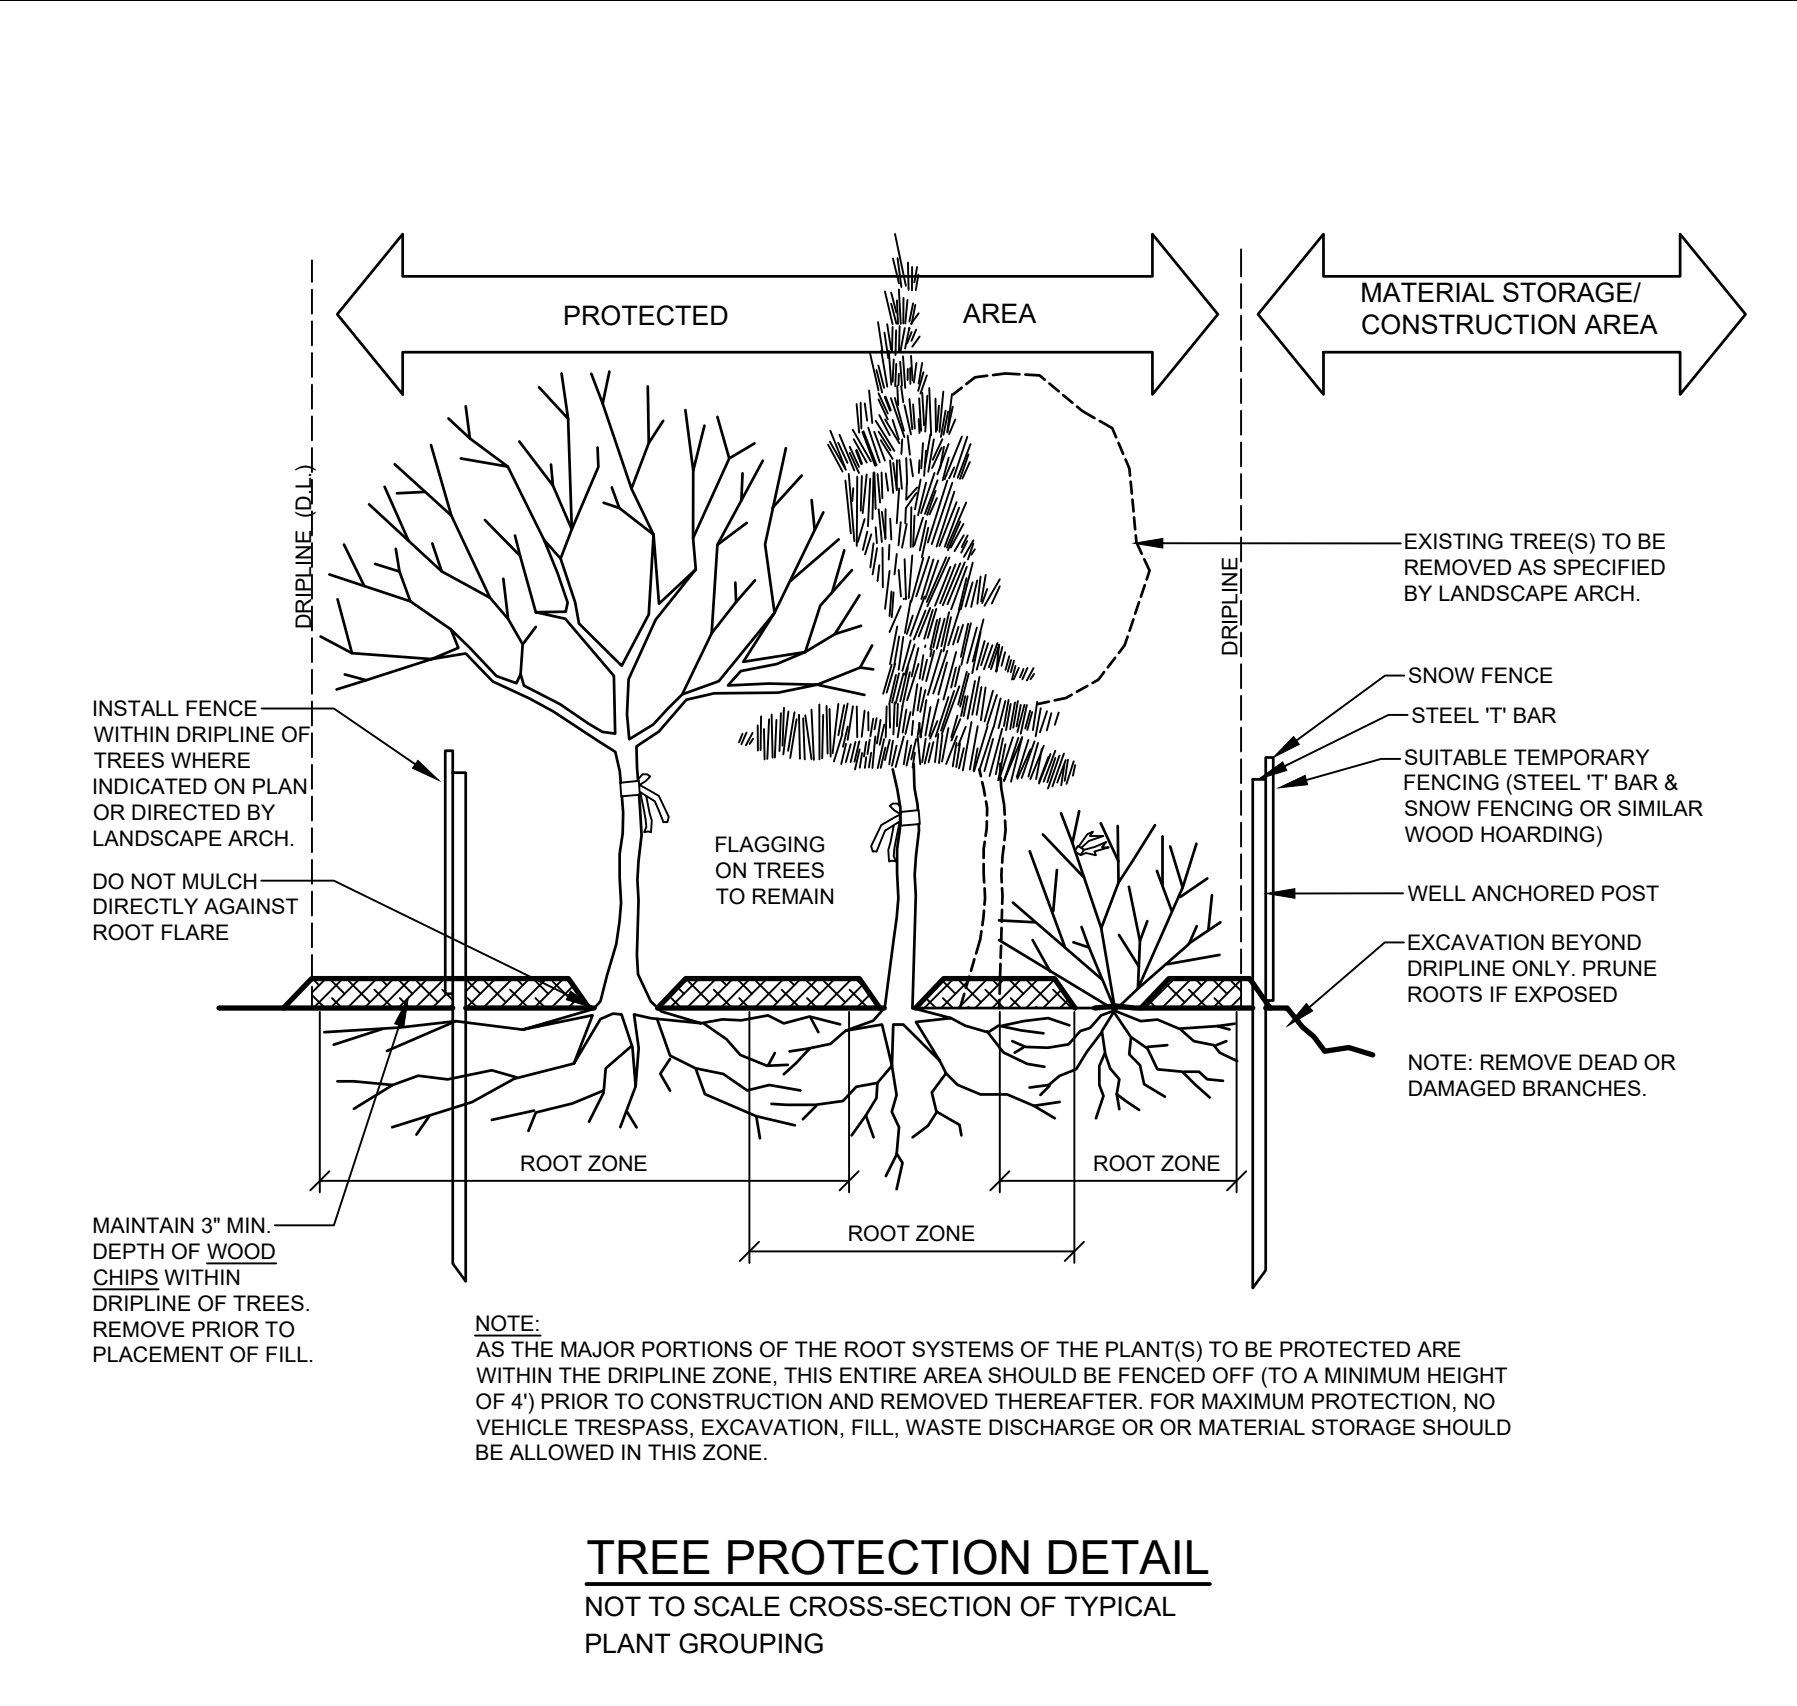 PROTECTED AREA
MATERIAL STORAGE/
CONSTRUCTION AREA
DRIPLINE (D.L.)
DRIPLINE
EXISTING TREE(S) TO BE
REMOVED AS SPECIFIED
BY LANDSCAPE ARCH.
SNOW FENCE
STEEL 'T' BAR
SUITABLE TEMPORARY
FENCING (STEEL 'T' BAR &
SNOW FENCING OR SIMILAR
WOOD HOARDING)
WELL ANCHORED POST
EXCAVATION BEYOND
DRIPLINE ONLY. PRUNE
ROOTS IF EXPOSED
NOTE: REMOVE DEAD OR
DAMAGED BRANCHES.
INSTALL FENCE
WITHIN DRIPLINE OF
TREES WHERE
INDICATED ON PLAN
OR DIRECTED BY
LANDSCAPE ARCH.
DO NOT MULCH
DIRECTLY AGAINST
ROOT FLARE
FLAGGING
ON TREES
TO REMAIN
ROOT ZONE
ROOT ZONE
ROOT ZONE
MAINTAIN 3" MIN.
DEPTH OF WOOD
CHIPS WITHIN
DRIPLINE OF TREES.
REMOVE PRIOR TO
PLACEMENT OF FILL.
NOTE:
AS THE MAJOR PORTIONS OF THE ROOT SYSTEMS OF THE PLANT(S) TO BE PROTECTED ARE
WITHIN THE DRIPLINE ZONE, THIS ENTIRE AREA SHOULD BE FENCED OFF (TO A MINIMUM HEIGHT
OF 4') PRIOR TO CONSTRUCTION AND REMOVED THEREAFTER. FOR MAXIMUM PROTECTION, NO
VEHICLE TRESPASS, EXCAVATION, FILL, WASTE DISCHARGE OR OR MATERIAL STORAGE SHOULD
BE ALLOWED IN THIS ZONE.
TREE PROTECTION DETAIL
NOT TO SCALE CROSS-SECTION OF TYPICAL
PLANT GROUPING